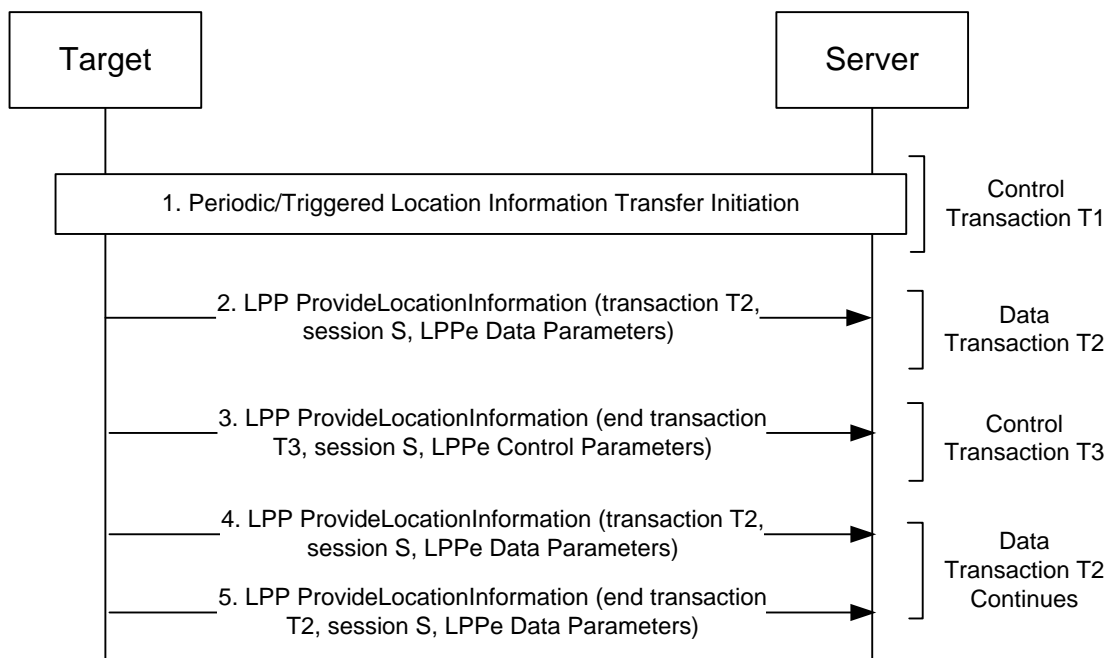 Target
Server
1. Periodic/Triggered Location Information Transfer Initiation
Control
Transaction T1
2. LPP ProvideLocationInformation (transaction T2,
session S, LPPe Data Parameters)
Data
Transaction T2
3. LPP ProvideLocationInformation (end transaction
T3, session S, LPPe Control Parameters)
Control
Transaction T3
4. LPP ProvideLocationInformation (transaction T2,
session S, LPPe Data Parameters)
Data
Transaction T2
Continues
5. LPP ProvideLocationInformation (end transaction
T2, session S, LPPe Data Parameters)